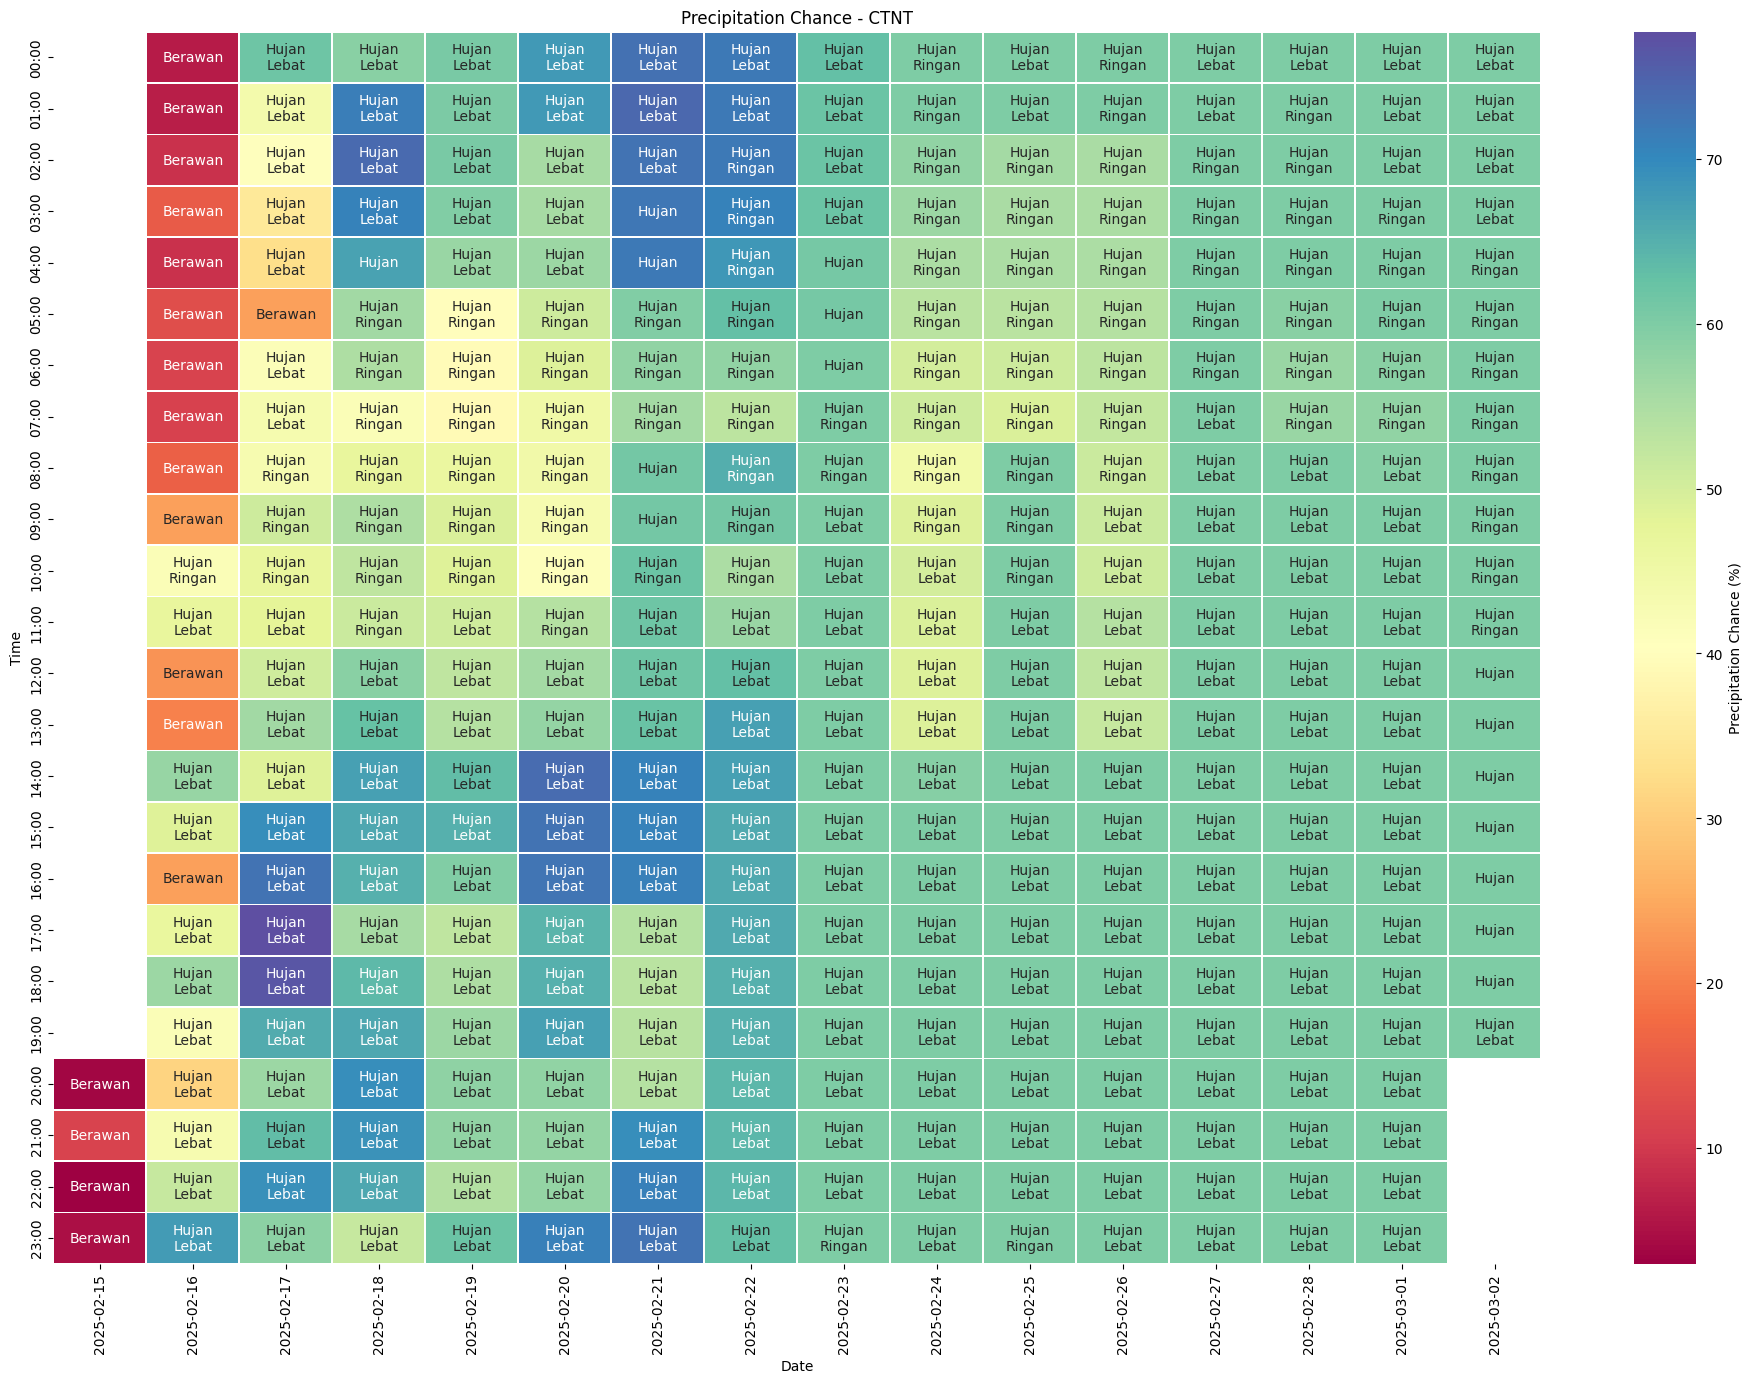 Precipitation Chance - CTNT
00:00 Berawan Hujan Lebat Hujan Lebat Hujan Lebat Hujan Lebat Hujan Lebat Hujan Lebat Hujan Lebat Hujan Ringan Hujan Lebat Hujan Ringan Hujan Lebat Hujan Lebat Hujan Lebat Hujan Lebat
01:00 Berawan Hujan Lebat Hujan Lebat Hujan Lebat Hujan Lebat Hujan Lebat Hujan Lebat Hujan Lebat Hujan Ringan Hujan Lebat Hujan Ringan Hujan Lebat Hujan Ringan Hujan Lebat Hujan Lebat
02:00 Berawan Hujan Lebat Hujan Lebat Hujan Lebat Hujan Lebat Hujan Lebat Hujan Ringan Hujan Lebat Hujan Ringan Hujan Ringan Hujan Ringan Hujan Ringan Hujan Ringan Hujan Lebat Hujan Lebat
03:00 Berawan Hujan Lebat Hujan Lebat Hujan Lebat Hujan Lebat Hujan Hujan Ringan Hujan Lebat Hujan Ringan Hujan Ringan Hujan Ringan Hujan Ringan Hujan Ringan Hujan Ringan Hujan Lebat
04:00 Berawan Hujan Lebat Hujan Hujan Lebat Hujan Lebat Hujan Hujan Ringan Hujan Hujan Ringan Hujan Ringan Hujan Ringan Hujan Ringan Hujan Ringan Hujan Ringan Hujan Ringan
05:00 Berawan Berawan Hujan Ringan Hujan Ringan Hujan Ringan Hujan Ringan Hujan Ringan Hujan Hujan Ringan Hujan Ringan Hujan Ringan Hujan Ringan Hujan Ringan Hujan Ringan Hujan Ringan
06:00 Berawan Hujan Lebat Hujan Ringan Hujan Ringan Hujan Ringan Hujan Ringan Hujan Ringan Hujan Hujan Ringan Hujan Ringan Hujan Ringan Hujan Ringan Hujan Ringan Hujan Ringan Hujan Ringan
07:00 Berawan Hujan Lebat Hujan Ringan Hujan Ringan Hujan Ringan Hujan Ringan Hujan Ringan Hujan Ringan Hujan Ringan Hujan Ringan Hujan Ringan Hujan Lebat Hujan Ringan Hujan Ringan Hujan Ringan
08:00 Berawan Hujan Ringan Hujan Ringan Hujan Ringan Hujan Ringan Hujan Hujan Ringan Hujan Ringan Hujan Ringan Hujan Ringan Hujan Ringan Hujan Lebat Hujan Lebat Hujan Lebat Hujan Ringan
09:00 Berawan Hujan Ringan Hujan Ringan Hujan Ringan Hujan Ringan Hujan Hujan Ringan Hujan Lebat Hujan Ringan Hujan Ringan Hujan Lebat Hujan Lebat Hujan Lebat Hujan Lebat Hujan Ringan
10:00 Hujan Ringan Hujan Ringan Hujan Ringan Hujan Ringan Hujan Ringan Hujan Ringan Hujan Ringan Hujan Lebat Hujan Lebat Hujan Ringan Hujan Lebat Hujan Lebat Hujan Lebat Hujan Lebat Hujan Ringan
11:00 Hujan Lebat Hujan Lebat Hujan Ringan Hujan Lebat Hujan Ringan Hujan Lebat Hujan Lebat Hujan Lebat Hujan Lebat Hujan Lebat Hujan Lebat Hujan Lebat Hujan Lebat Hujan Lebat Hujan Ringan
12:00 Berawan Hujan Lebat Hujan Lebat Hujan Lebat Hujan Lebat Hujan Lebat Hujan Lebat Hujan Lebat Hujan Lebat Hujan Lebat Hujan Lebat Hujan Lebat Hujan Lebat Hujan Lebat Hujan
13:00 Berawan Hujan Lebat Hujan Lebat Hujan Lebat Hujan Lebat Hujan Lebat Hujan Lebat Hujan Lebat Hujan Lebat Hujan Lebat Hujan Lebat Hujan Lebat Hujan Lebat Hujan Lebat Hujan
14:00 Hujan Lebat Hujan Lebat Hujan Lebat Hujan Lebat Hujan Lebat Hujan Lebat Hujan Lebat Hujan Lebat Hujan Lebat Hujan Lebat Hujan Lebat Hujan Lebat Hujan Lebat Hujan Lebat Hujan
15:00 Hujan Lebat Hujan Lebat Hujan Lebat Hujan Lebat Hujan Lebat Hujan Lebat Hujan Lebat Hujan Lebat Hujan Lebat Hujan Lebat Hujan Lebat Hujan Lebat Hujan Lebat Hujan Lebat Hujan
16:00 Berawan Hujan Lebat Hujan Lebat Hujan Lebat Hujan Lebat Hujan Lebat Hujan Lebat Hujan Lebat Hujan Lebat Hujan Lebat Hujan Lebat Hujan Lebat Hujan Lebat Hujan Lebat Hujan
17:00 Hujan Lebat Hujan Lebat Hujan Lebat Hujan Lebat Hujan Lebat Hujan Lebat Hujan Lebat Hujan Lebat Hujan Lebat Hujan Lebat Hujan Lebat Hujan Lebat Hujan Lebat Hujan Lebat Hujan
18:00 Hujan Lebat Hujan Lebat Hujan Lebat Hujan Lebat Hujan Lebat Hujan Lebat Hujan Lebat Hujan Lebat Hujan Lebat Hujan Lebat Hujan Lebat Hujan Lebat Hujan Lebat Hujan Lebat Hujan
19:00 Hujan Lebat Hujan Lebat Hujan Lebat Hujan Lebat Hujan Lebat Hujan Lebat Hujan Lebat Hujan Lebat Hujan Lebat Hujan Lebat Hujan Lebat Hujan Lebat Hujan Lebat Hujan Lebat Hujan Lebat
20:00 Berawan Hujan Lebat Hujan Lebat Hujan Lebat Hujan Lebat Hujan Lebat Hujan Lebat Hujan Lebat Hujan Lebat Hujan Lebat Hujan Lebat Hujan Lebat Hujan Lebat Hujan Lebat Hujan Lebat
21:00 Berawan Hujan Lebat Hujan Lebat Hujan Lebat Hujan Lebat Hujan Lebat Hujan Lebat Hujan Lebat Hujan Lebat Hujan Lebat Hujan Lebat Hujan Lebat Hujan Lebat Hujan Lebat Hujan Lebat
22:00 Berawan Hujan Lebat Hujan Lebat Hujan Lebat Hujan Lebat Hujan Lebat Hujan Lebat Hujan Lebat Hujan Lebat Hujan Lebat Hujan Lebat Hujan Lebat Hujan Lebat Hujan Lebat Hujan Lebat
23:00 Berawan Hujan Lebat Hujan Lebat Hujan Lebat Hujan Lebat Hujan Lebat Hujan Lebat Hujan Lebat Hujan Ringan Hujan Lebat Hujan Ringan Hujan Lebat Hujan Lebat Hujan Lebat Hujan Lebat
Time
2025-02-15 2025-02-16 2025-02-17 2025-02-18 2025-02-19 2025-02-20 2025-02-21 2025-02-22 2025-02-23 2025-02-24 2025-02-25 2025-02-26 2025-02-27 2025-02-28 2025-03-01 2025-03-02
Date
70
60
50
40
30
20
10
Precipitation Chance (%)